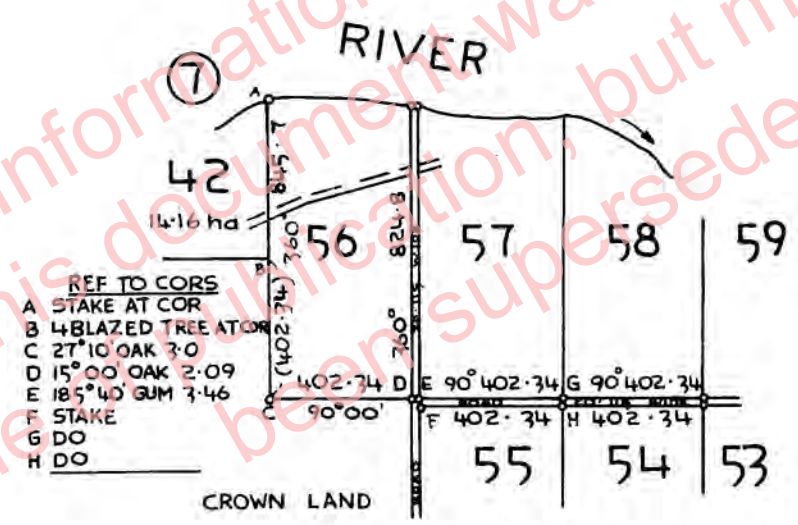 RIVER
7
A
42
14·16 ha
845·7
(402·34) 360°
56
824·8
360°
57
58
59
B
REF TO CORS
A STAKE AT COR
B 4 BLAZED TREE AT COR
C 27°10' OAK 3·0
D 15°00' OAK 2·09
E 185°40' GUM 3·46
F STAKE
G DO
H DO
C
402·34 D
90°00'
E 90° 402·34
G 90° 402·34
ROAD
F 402·34
H 402·34
ROAD
55
54
53
CROWN LAND